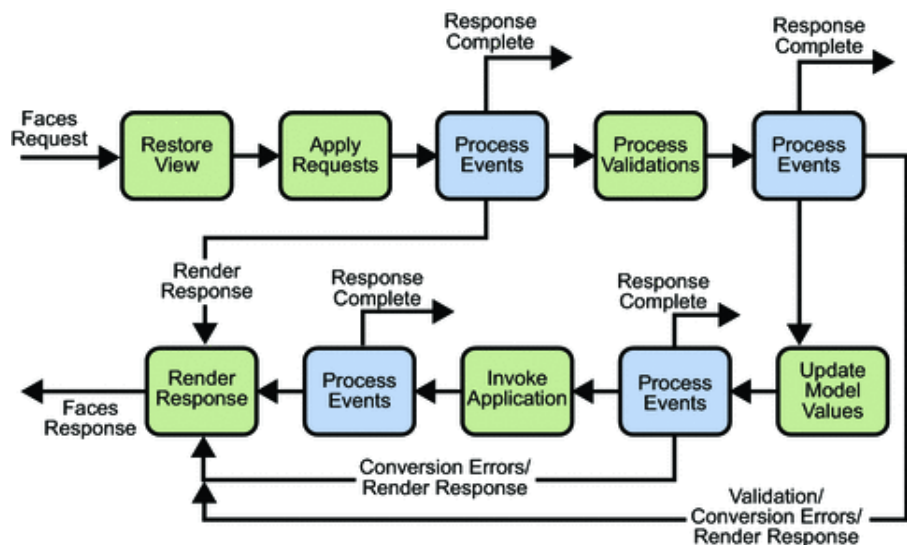 Response
Complete
Response
Complete
Faces
Request
Restore
View
Apply
Requests
Process
Events
Process
Validations
Process
Events
Render
Response
Response
Complete
Response
Complete
Render
Response
Process
Events
Invoke
Application
Process
Events
Update
Model
Values
Faces
Response
Conversion Errors/
Render Response
Validation/
Conversion Errors/
Render Response